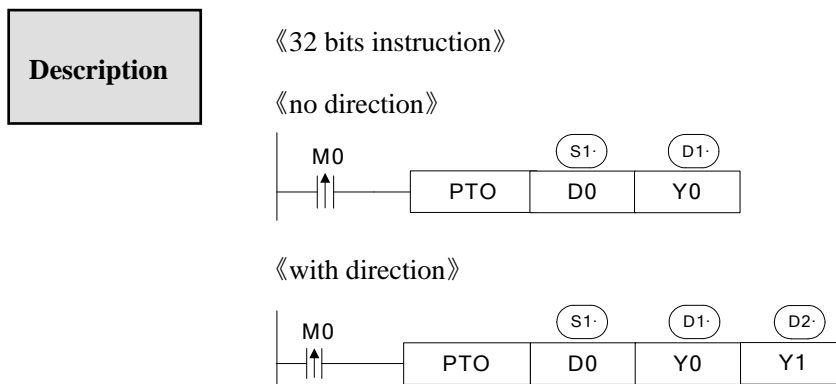 Description
《32 bits instruction》
《no direction》
M0
S1· D1·
PTO D0 Y0
《with direction》
M0
S1· D1· D2·
PTO D0 Y0 Y1